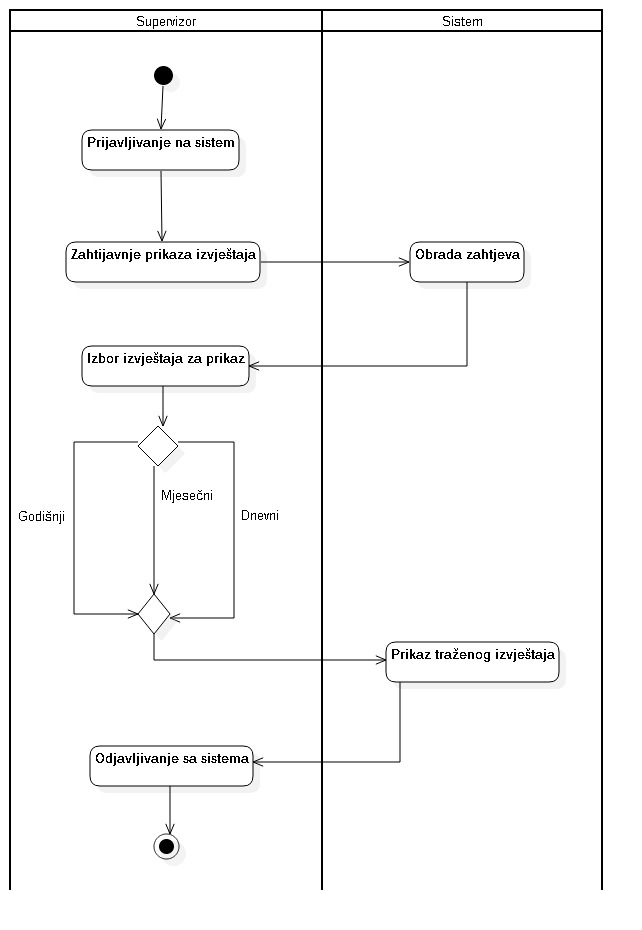 Supervizor
Sistem
Prijavljivanje na sistem
Zahtijavnje prikaza izvještaja
Obrada zahtjeva
Izbor izvještaja za prikaz
Mjesečni
Godišnji
Dnevni
Prikaz traženog izvještaja
Odjavljivanje sa sistema